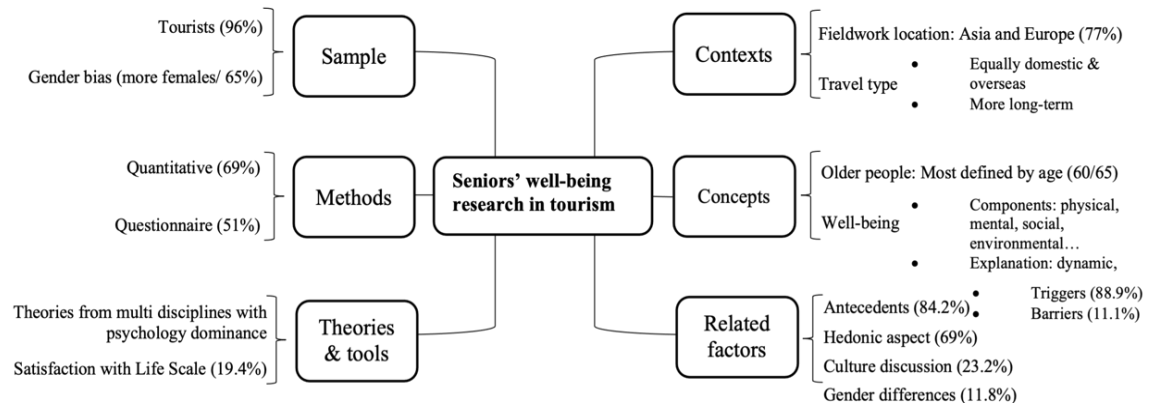 Tourists (96%)
Gender bias (more females/ 65%)
Sample
Quantitative (69%)
Questionnaire (51%)
Methods
Theories from multi disciplines with
psychology dominance
Satisfaction with Life Scale (19.4%)
Theories
& tools
Seniors’ well-being
research in tourism
Contexts
Fieldwork location: Asia and Europe (77%)
Travel type
• Equally domestic &
overseas
• More long-term
Concepts
Older people: Most defined by age (60/65)
Well-being
• Components: physical,
mental, social,
environmental…
• Explanation: dynamic,
Related
factors
Antecedents (84.2%)
• Triggers (88.9%)
• Barriers (11.1%)
Hedonic aspect (69%)
Culture discussion (23.2%)
Gender differences (11.8%)